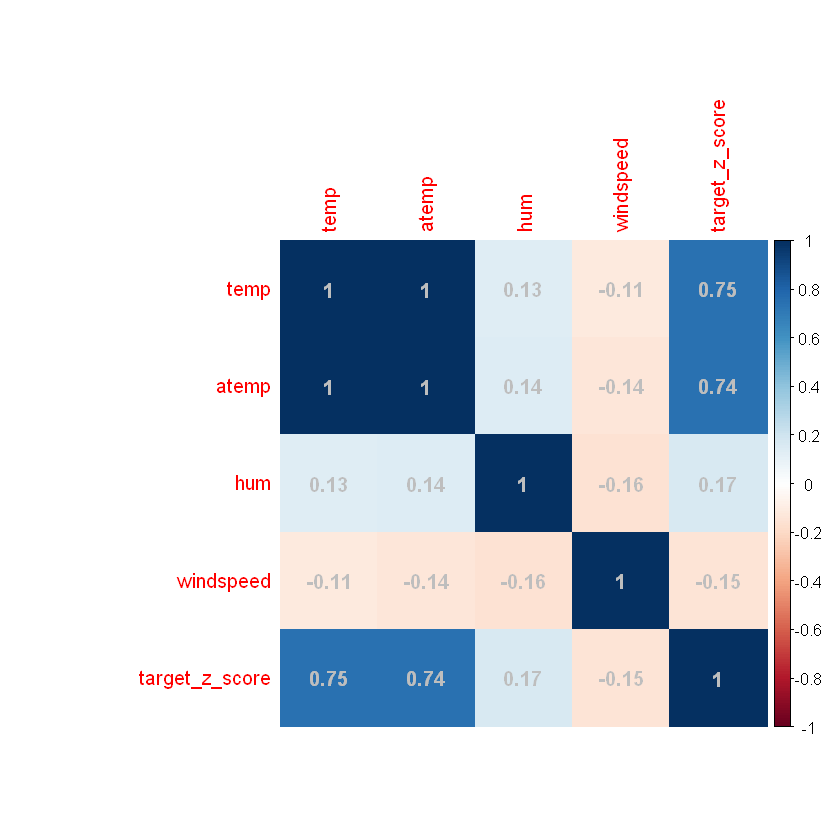 temp
atemp
hum
windspeed
target_z_score
temp 1 1 0.13 -0.11 0.75
atemp 1 1 0.14 -0.14 0.74
hum 0.13 0.14 1 -0.16 0.17
windspeed -0.11 -0.14 -0.16 1 -0.15
target_z_score 0.75 0.74 0.17 -0.15 1
1
0.8
0.6
0.4
0.2
0
-0.2
-0.4
-0.6
-0.8
-1